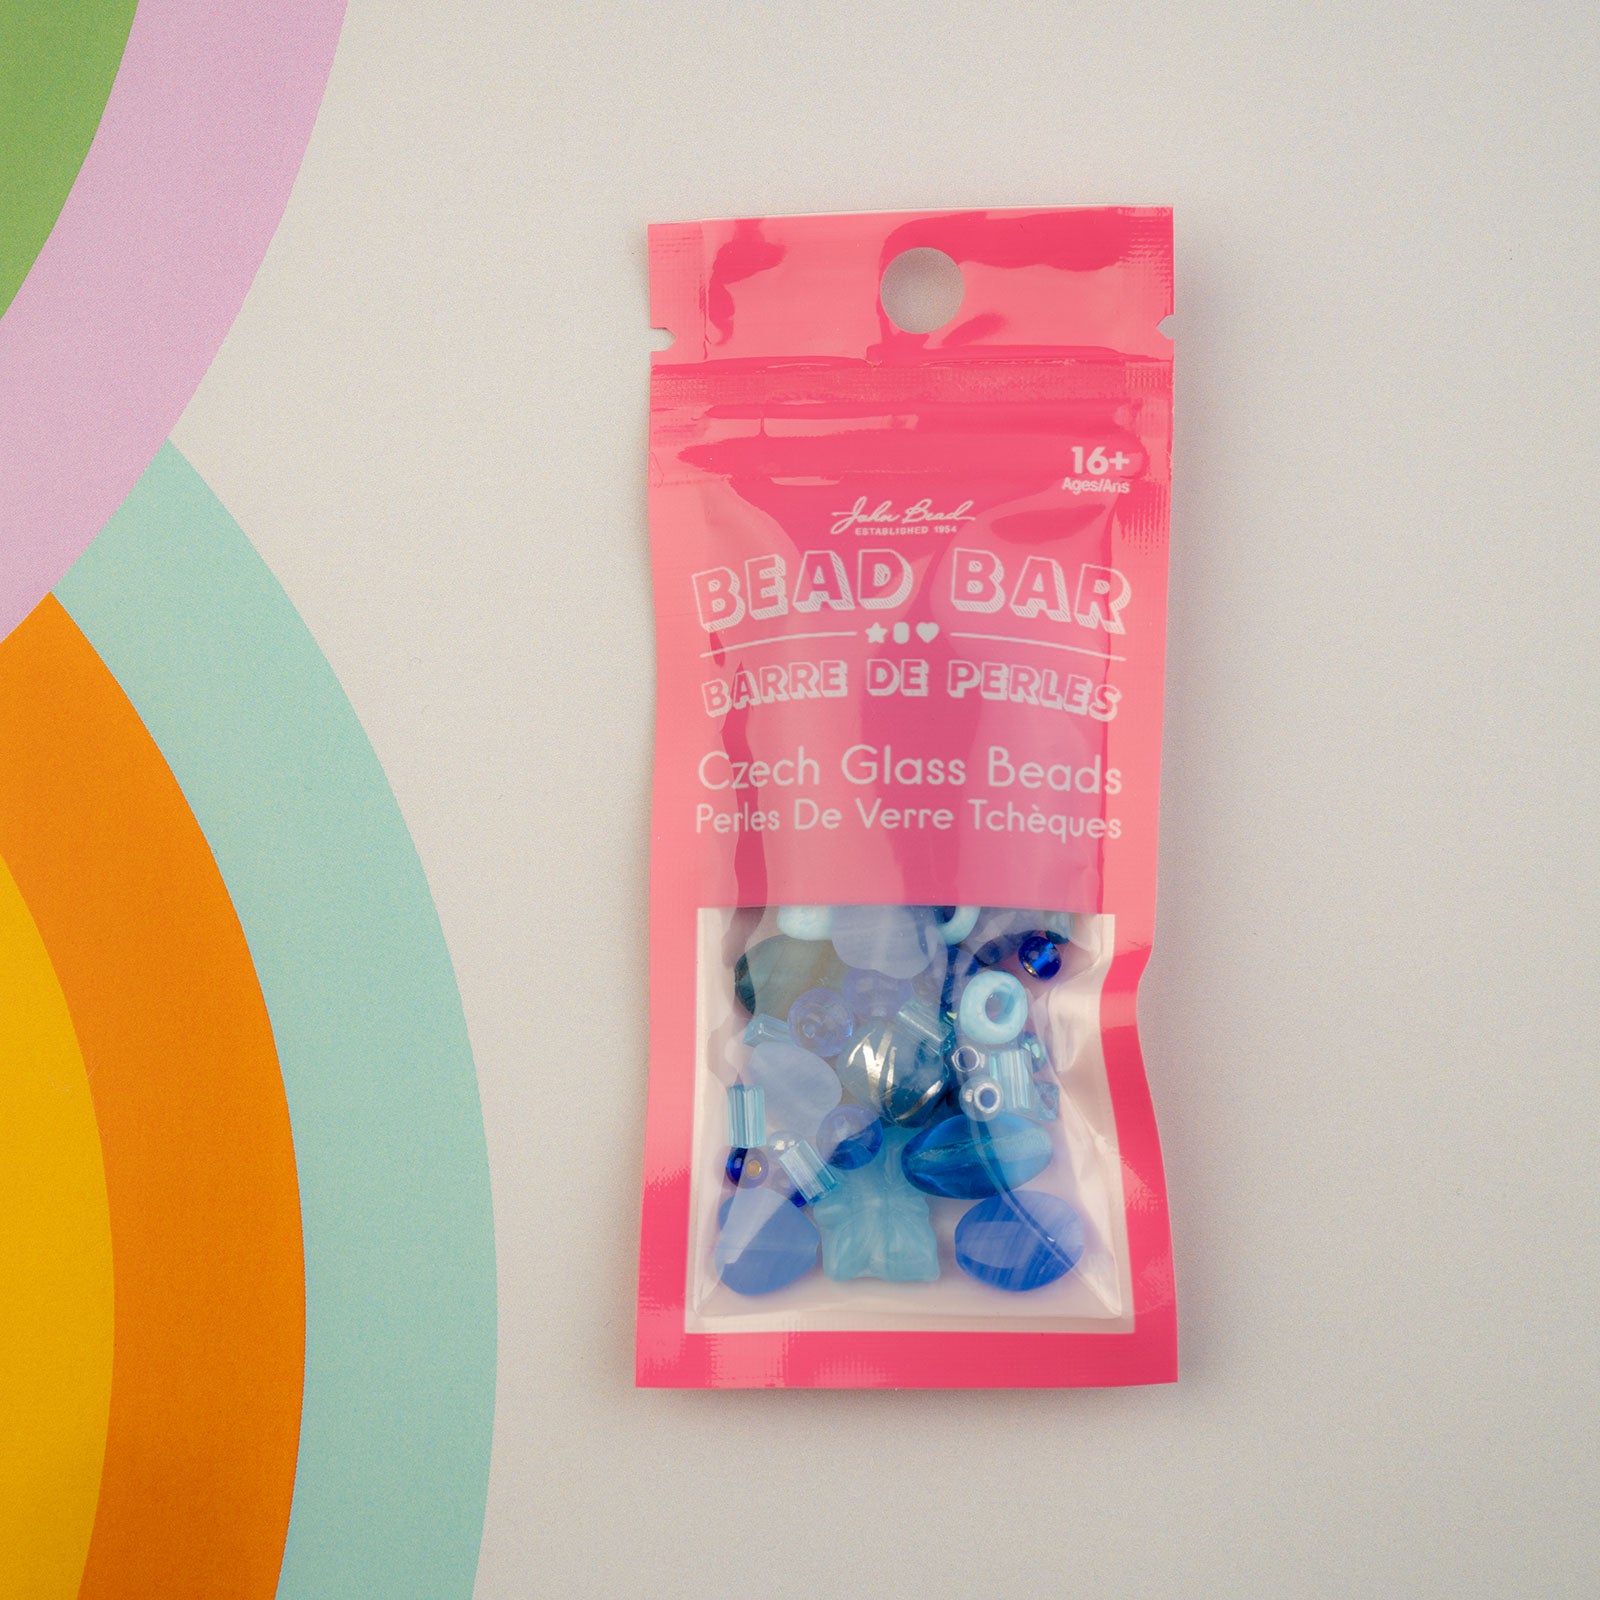 16+
Ages/Ans
John Bead
ESTABLISHED 1954
BEAD BAR
BARRE DE PERLES
Czech Glass Beads
Perles De Verre Tchèques